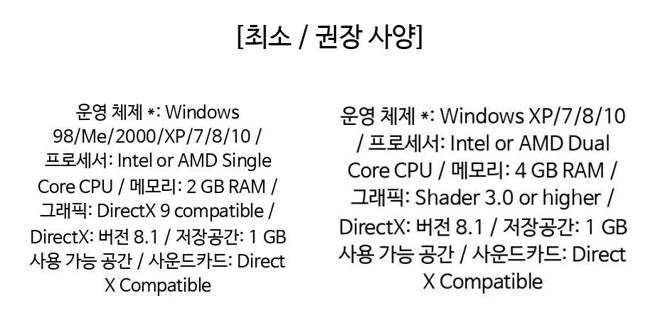 [최소 / 권장 사양]
운영 체제 *: Windows
98/Me/2000/XP/7/8/10 /
프로세서: Intel or AMD Single
Core CPU / 메모리: 2 GB RAM /
그래픽: DirectX 9 compatible /
DirectX: 버전 8.1 / 저장공간: 1 GB
사용 가능 공간 / 사운드카드: Direct
X Compatible
운영 체제 *: Windows XP/7/8/10
/ 프로세서: Intel or AMD Dual
Core CPU / 메모리: 4 GB RAM /
그래픽: Shader 3.0 or higher /
DirectX: 버전 8.1 / 저장공간: 1 GB
사용 가능 공간 / 사운드카드: Direct
X Compatible